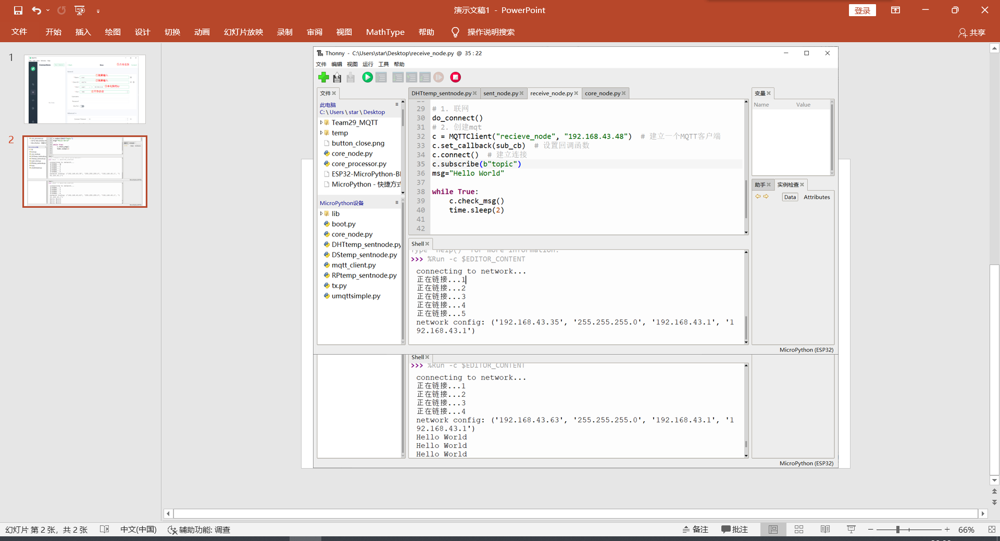 演示文稿1 - PowerPoint
登录
文件 开始 插入 绘图 设计 切换 动画 幻灯片放映 录制 审阅 视图 MathType 帮助 操作说明搜索
共享
1
2
Thonny - C:\Users\star\Desktop\receive_node.py @ 35 : 22
文件 编辑 视图 运行 工具 帮助
文件
此电脑
C: \ Users \ star \ Desktop
Team29_MQTT
temp
button_close.png
core_node.py
core_processor.py
ESP32-MicroPython-Bl
MicroPython - 快捷方式
MicroPython设备
lib
boot.py
core_node.py
DHTtemp_sentnode.py
DStemp_sentnode.py
mqtt_client.py
RPtemp_sentnode.py
tx.py
umqttsimple.py
DHTtemp_sentnode.py sent_node.py receive_node.py core_node.py
29 # 1. 联网
30 do_connect()
31 # 2. 创建mqt
32 c = MQTTClient("recieve_node", "192.168.43.48") # 建立一个MQTT客户端
33 c.set_callback(sub_cb) # 设置回调函数
34 c.connect() # 建立连接
35 c.subscribe(b"topic")
36 msg="Hello World"
37
38 while True:
39 c.check_msg()
40 time.sleep(2)
41
42
Shell
Type "help()" for more information.
>>> %Run -c $EDITOR_CONTENT
connecting to network...
正在链接...1
正在链接...2
正在链接...3
正在链接...4
正在链接...5
network config: ('192.168.43.35', '255.255.255.0', '192.168.43.1', '1
92.168.43.1')
变量
Name Value
助手 实例检查
Data Attributes
MicroPython (ESP32)
Shell
>>> %Run -c $EDITOR_CONTENT
connecting to network...
正在链接...1
正在链接...2
正在链接...3
正在链接...4
network config: ('192.168.43.63', '255.255.255.0', '192.168.43.1', '1
92.168.43.1')
Hello World
Hello World
Hello World
MicroPython (ESP32)
幻灯片 第 2 张，共 2 张 中文(中国) 辅助功能: 调查
备注 批注 66%